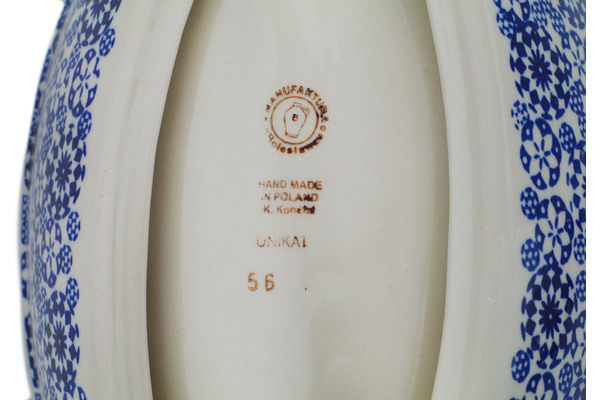 MANUFAKTURA
B
HAND MADE
IN POLAND
K.
UNIKAT
56